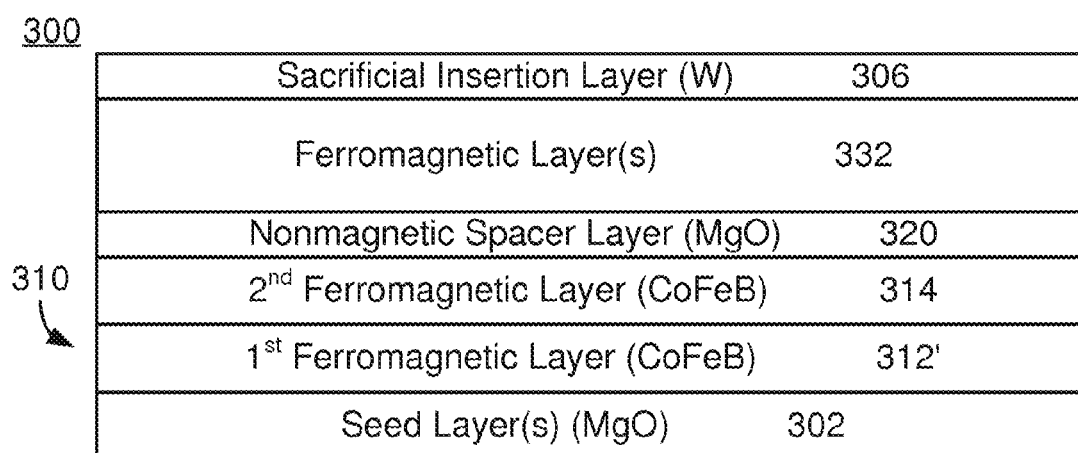 300
Sacrificial Insertion Layer (W) 306
Ferromagnetic Layer(s) 332
Nonmagnetic Spacer Layer (MgO) 320
310
2nd Ferromagnetic Layer (CoFeB) 314
1st Ferromagnetic Layer (CoFeB) 312'
Seed Layer(s) (MgO) 302